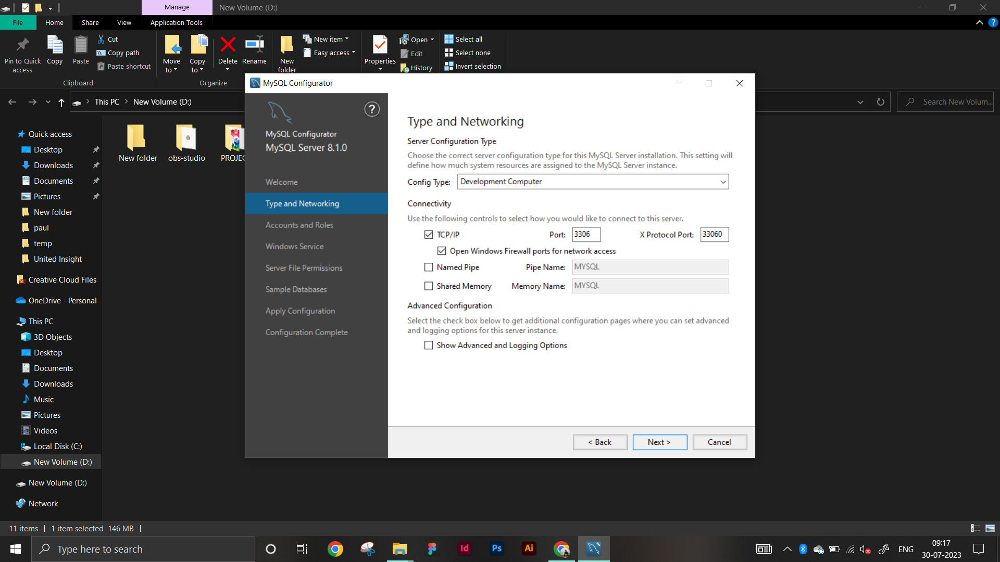 Manage
New Volume (D:)
File
Home
Share
View
Application Tools
Pin to Quick access
Copy
Paste
Cut
Copy path
Paste shortcut
Clipboard
Move to
Copy to
Delete
Rename
Organize
New folder
New item
Easy access
Properties
Open
Edit
History
Select all
Select none
Invert selection
This PC
New Volume (D:)
Search New Volum...
Quick access
Desktop
Downloads
Documents
Pictures
New folder
paul
temp
United Insight
Creative Cloud Files
OneDrive - Personal
This PC
3D Objects
Desktop
Documents
Downloads
Music
Pictures
Videos
Local Disk (C:)
New Volume (D:)
New Volume (D:)
Network
New folder
obs-studio
PROJEC
MySQL Configurator
?
MySQL Configurator
MySQL Server 8.1.0
Welcome
Type and Networking
Accounts and Roles
Windows Service
Server File Permissions
Sample Databases
Apply Configuration
Configuration Complete
Type and Networking
Server Configuration Type
Choose the correct server configuration type for this MySQL Server installation. This setting will
define how much system resources are assigned to the MySQL Server instance.
Config Type: Development Computer
Connectivity
Use the following controls to select how you would like to connect to this server.
TCP/IP Port: 3306 X Protocol Port: 33060
Open Windows Firewall ports for network access
Named Pipe Pipe Name: MYSQL
Shared Memory Memory Name: MYSQL
Advanced Configuration
Select the check box below to get additional configuration pages where you can set advanced
and logging options for this server instance.
Show Advanced and Logging Options
< Back
Next >
Cancel
11 items 1 item selected 146 MB
Type here to search
Id
Ps
Ai
ENG
09:17
30-07-2023